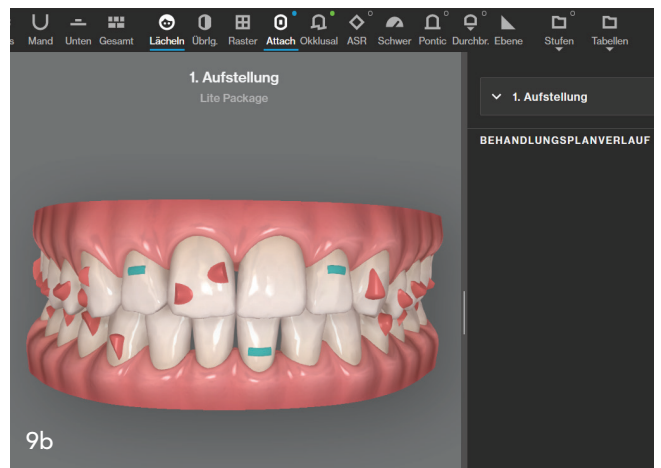 s Mand Unten Gesamt Lächeln Übrlg. Raster Attach Okklusal ASR Schwer Pontic Durchbr. Ebene Stufen Tabellen
1. Aufstellung
Lite Package
1. Aufstellung
BEHANDLUNGSPLANVERLAUF
9b